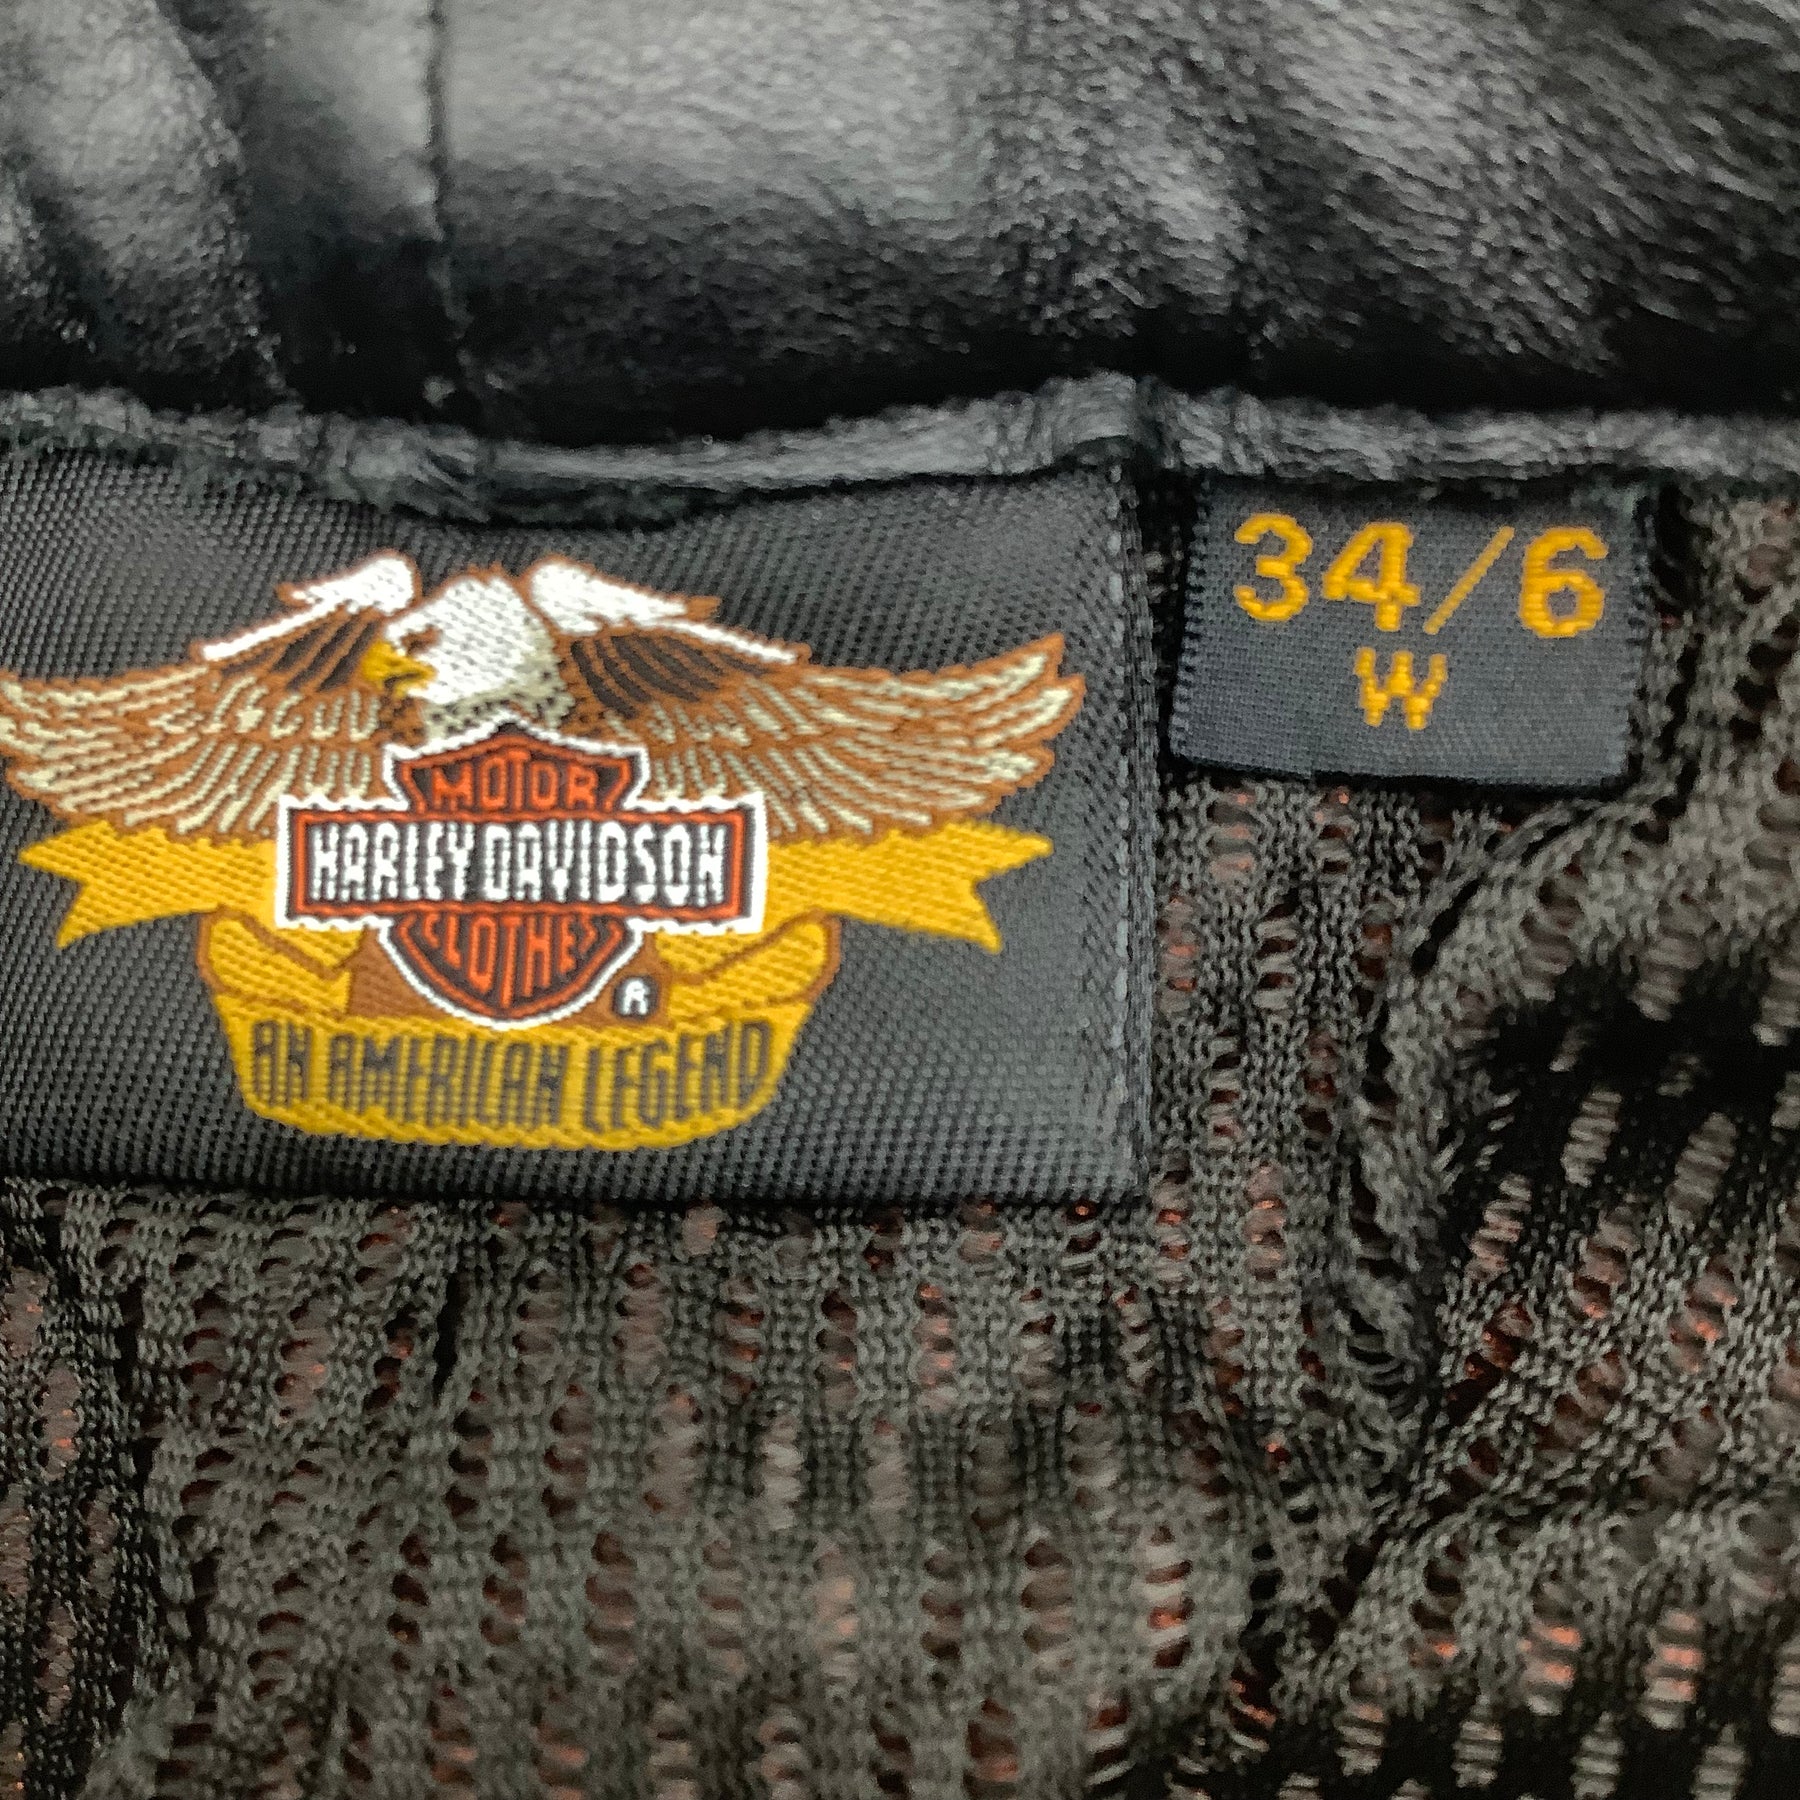 MOTOR
HARLEY-DAVIDSON
CLOTHES
®
AN AMERICAN LEGEND
34/6
W